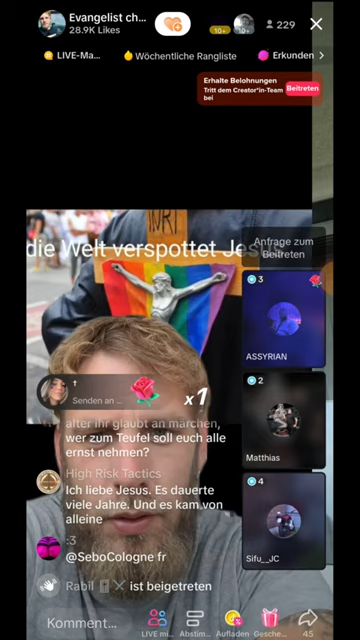 Evangelist ch...
28.9K Likes
10+
10+
229
LIVE-Ma...
Wöchentliche Rangliste
Erkunden
Erhalte Belohnungen
Tritt dem Creator*in-Team
bei
Beitreten
die Welt verspottet Jesus
Anfrage zum
Beitreten
3
ASSYRIAN
2
Matthias
4
Sifu__JC
†
Senden an ...
x1
alter ihr glaubt an märchen,
wer zum Teufel soll euch alle
ernst nehmen?
High Risk Tactics
Ich liebe Jesus. Es dauerte
viele Jahre. Und es kam von
alleine
:3
@SeboCologne fr
ist beigetreten
Komment...
LIVE mi...
Abstim...
Aufladen
Gesche...
45